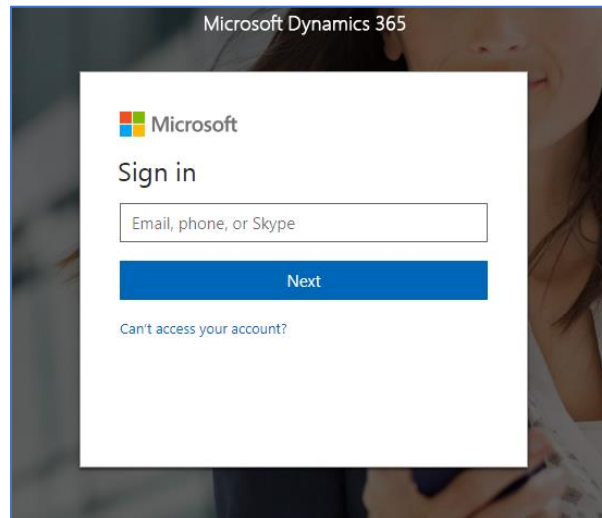 Microsoft Dynamics 365
Microsoft
Sign in
Email, phone, or Skype
Next
Can't access your account?